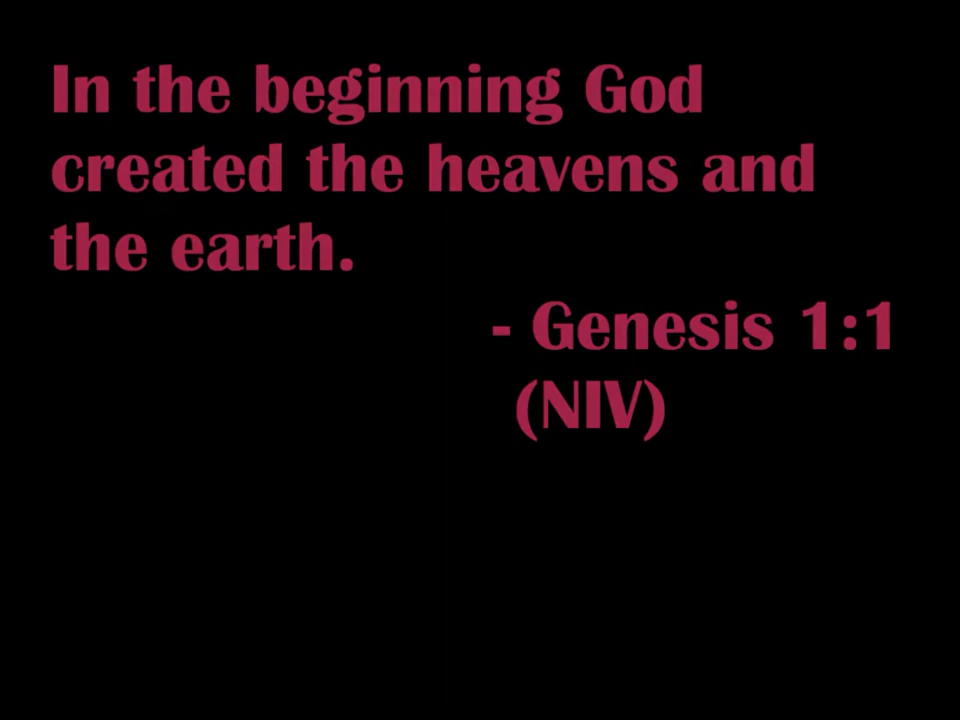 In the beginning God
created the heavens and
the earth.
- Genesis 1:1
(NIV)